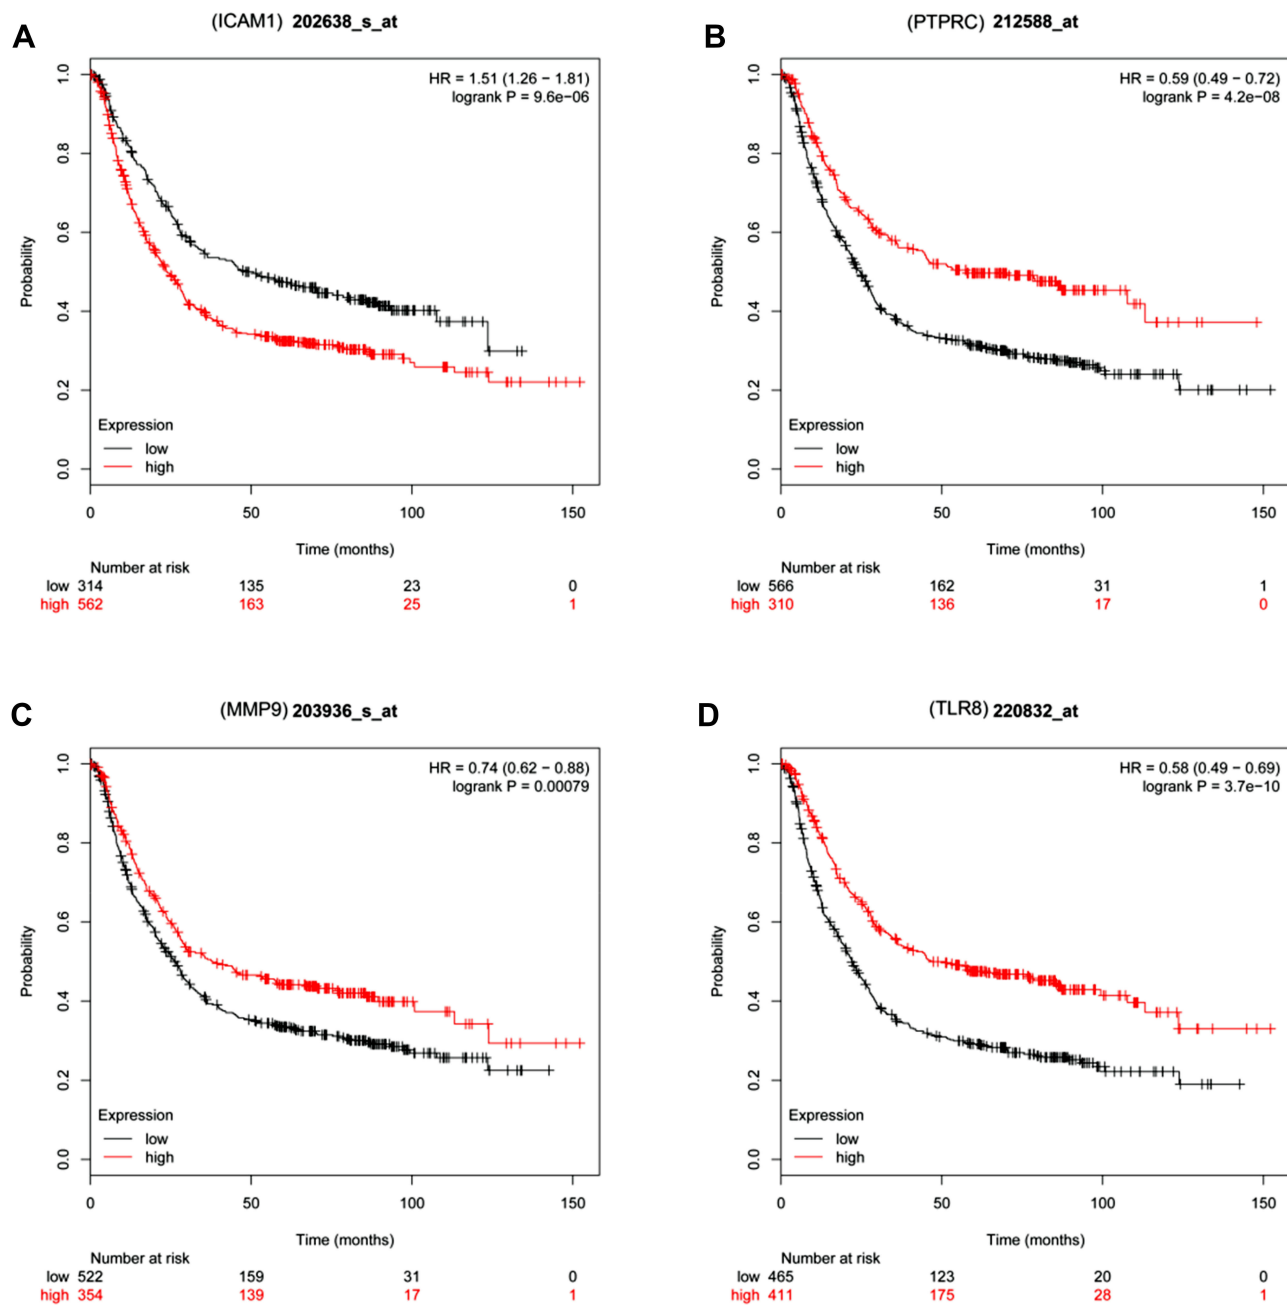 A
(ICAM1) 202638_s_at
HR = 1.51 (1.26 − 1.81)
logrank P = 9.6e−06
Probability
1.0
0.8
0.6
0.4
0.2
0.0
Expression
low
high
0 50 100 150
Time (months)
Number at risk
low 314 135 23 0
high 562 163 25 1
B
(PTPRC) 212588_at
HR = 0.59 (0.49 − 0.72)
logrank P = 4.2e−08
Probability
1.0
0.8
0.6
0.4
0.2
0.0
Expression
low
high
0 50 100 150
Time (months)
Number at risk
low 566 162 31 1
high 310 136 17 0
C
(MMP9) 203936_s_at
HR = 0.74 (0.62 − 0.88)
logrank P = 0.00079
Probability
1.0
0.8
0.6
0.4
0.2
0.0
Expression
low
high
0 50 100 150
Time (months)
Number at risk
low 522 159 31 0
high 354 139 17 1
D
(TLR8) 220832_at
HR = 0.58 (0.49 − 0.69)
logrank P = 3.7e−10
Probability
1.0
0.8
0.6
0.4
0.2
0.0
Expression
low
high
0 50 100 150
Time (months)
Number at risk
low 465 123 20 0
high 411 175 28 1